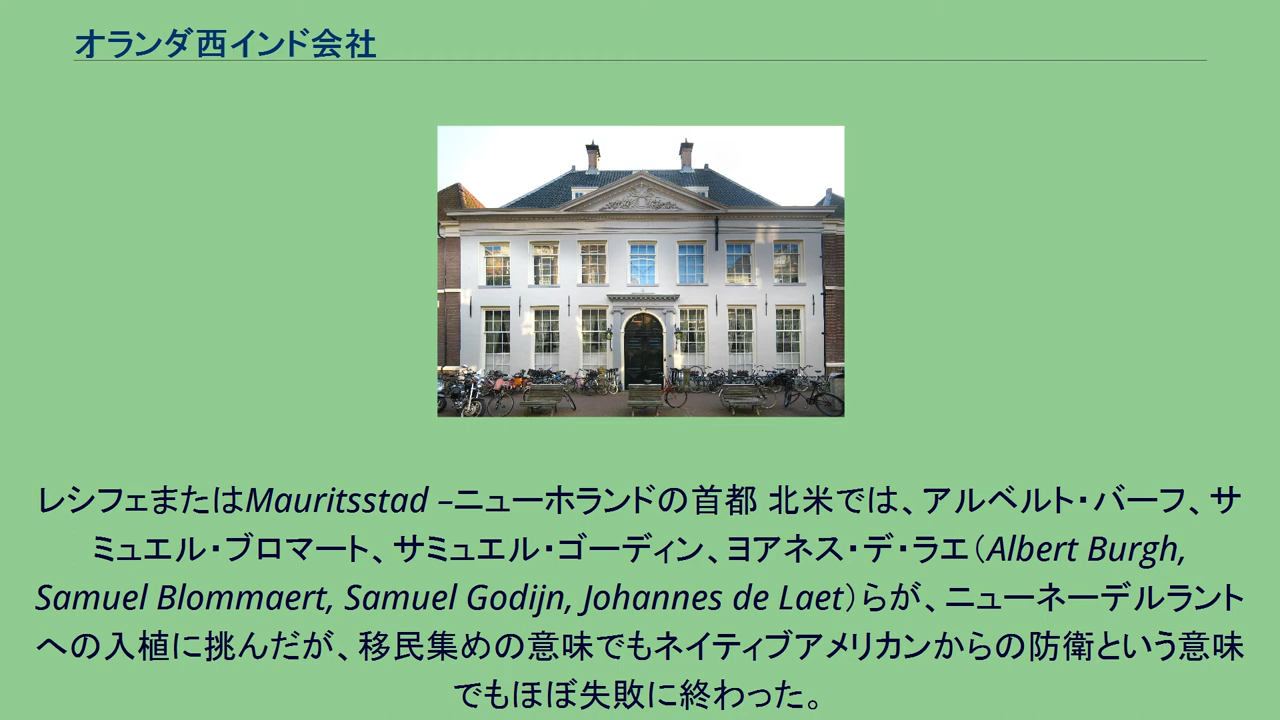 オランダ西インド会社
レシフェまたはMauritsstad –ニューホランドの首都 北米では、アルベルト・バーフ、サ
ミュエル・ブロマート、サミュエル・ゴーディン、ヨアネス・デ・ラエ（Albert Burgh,
Samuel Blommaert, Samuel Godijn, Johannes de Laet）らが、ニューネーデルラント
への入植に挑んだが、移民集めの意味でもネイティブアメリカンからの防衛という意味
でもほぼ失敗に終わった。